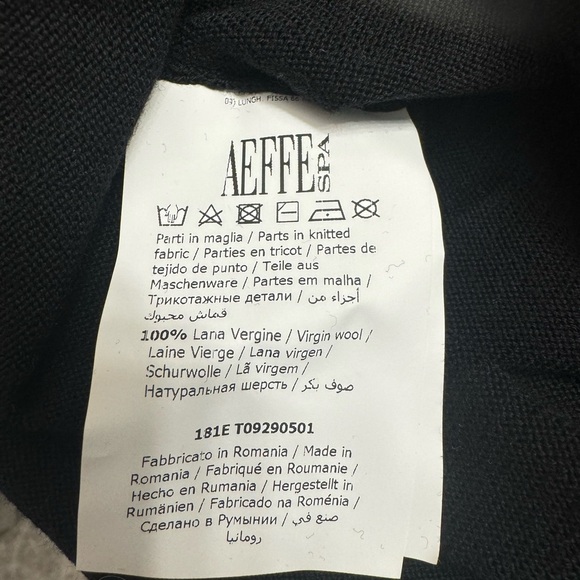 AEFFE SPA
Parti in maglia / Parts in knitted
fabric / Parties en tricot / Partes de
tejido de punto / Teile aus
Maschenware / Partes em malha /
Трикотажные детали / أجزاء من
قماش محبوك
100% Lana Vergine / Virgin wool /
Laine Vierge / Lana virgen /
Schurwolle / Lã virgem /
Натуральная шерсть / صوف بكر
181E T09290501
Fabbricato in Romania / Made in
Romania / Fabriqué en Roumanie /
Hecho en Rumania / Hergestellt in
Rumänien / Fabricado na Roménia /
Сделано в Румынии / صنع في
رومانيا